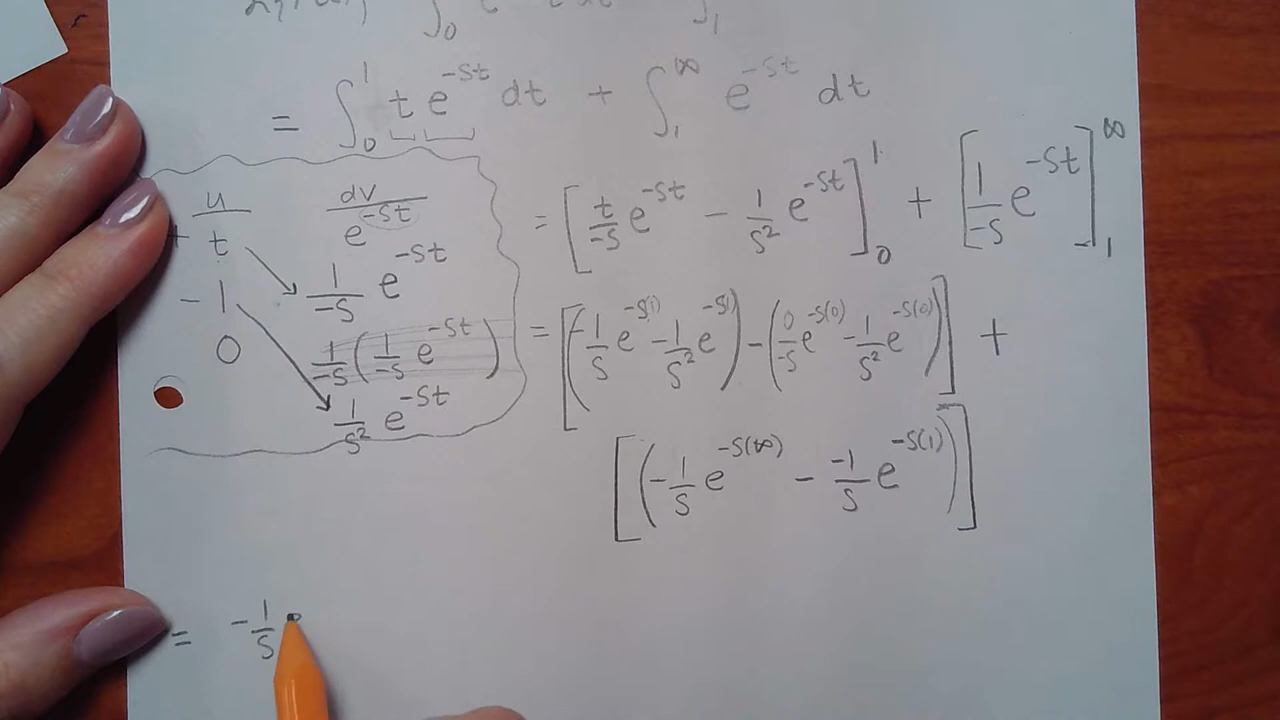 = ∫₀¹ t e^{-st} dt + ∫₁^∞ e^{-st} dt
u dv
+ t e^{-st}
- 1 1/-s e^{-st}
0 1/-s ( 1/-s e^{-st} )
1/s² e^{-st}
= [ t/-s e^{-st} - 1/s² e^{-st} ]₀¹ + [ 1/-s e^{-st} ]₁^∞
= [ ( -1/s e^{-s(1)} - 1/s² e^{-s(1)} ) - ( 0/-s e^{-s(0)} - 1/s² e^{-s(0)} ) ] +
[ ( -1/s e^{-s(∞)} - -1/s e^{-s(1)} ) ]
= -1/s